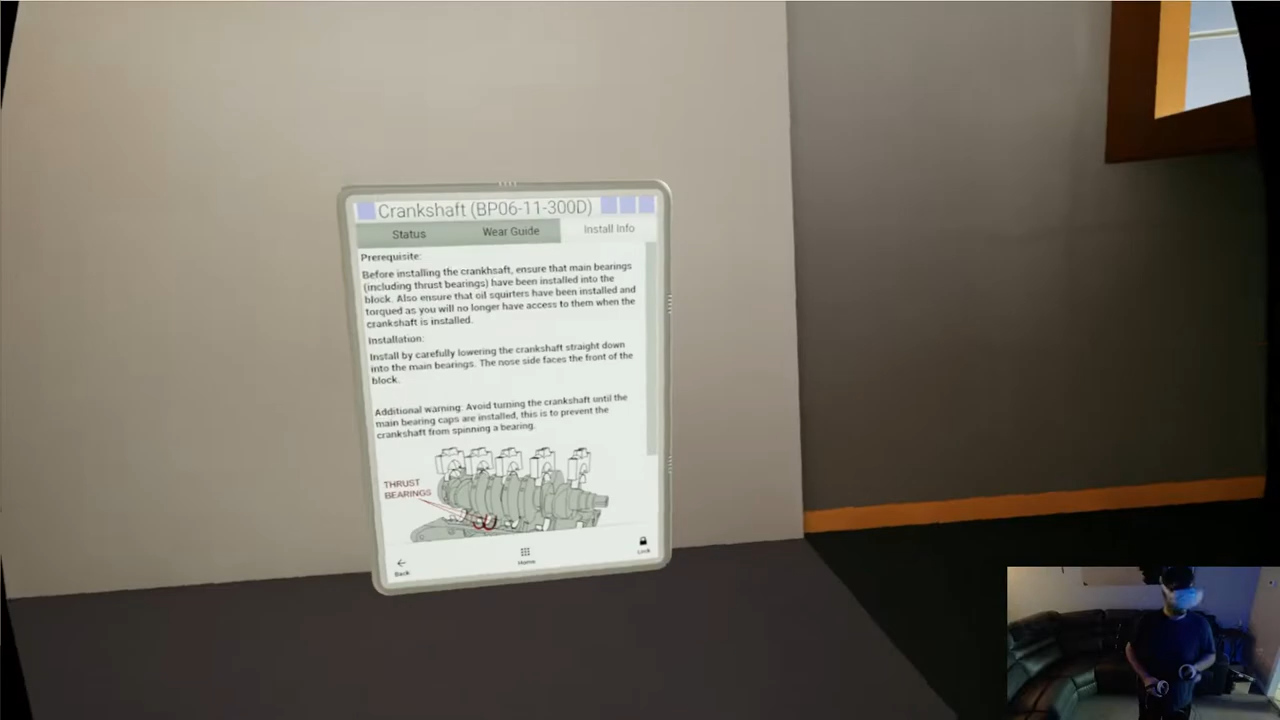 Crankshaft (BP06-11-300D)
Status Wear Guide Install Info
Prerequisite:
Before installing the crankhsaft, ensure that main bearings
(including thrust bearings) have been installed into the
block. Also ensure that oil squirters have been installed and
torqued as you will no longer have access to them when the
crankshaft is installed.
Installation:
Install by carefully lowering the crankshaft straight down
into the main bearings. The nose side faces the front of the
block.
Additional warning: Avoid turning the crankshaft until the
main bearing caps are installed, this is to prevent the
crankshaft from spinning a bearing.
THRUST
BEARINGS
Back Home Lock